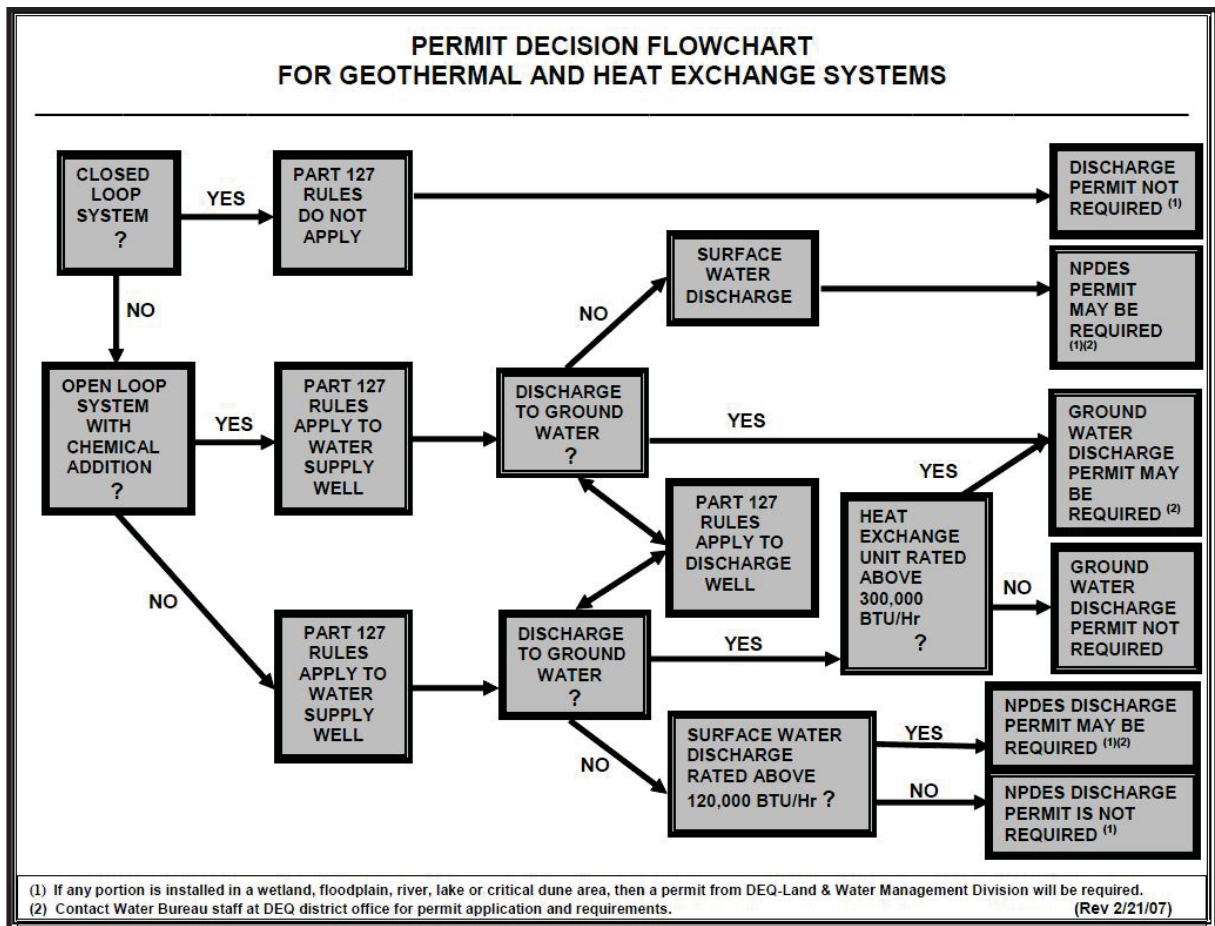 PERMIT DECISION FLOWCHART
FOR GEOTHERMAL AND HEAT EXCHANGE SYSTEMS
CLOSED
LOOP
SYSTEM
?
YES
PART 127
RULES
DO NOT
APPLY
DISCHARGE
PERMIT NOT
REQUIRED (1)
NO
SURFACE
WATER
DISCHARGE
NPDES
PERMIT
MAY BE
REQUIRED
(1)(2)
NO
OPEN LOOP
SYSTEM
WITH
CHEMICAL
ADDITION
?
YES
PART 127
RULES
APPLY TO
WATER
SUPPLY
WELL
DISCHARGE
TO GROUND
WATER
?
YES
GROUND
WATER
DISCHARGE
PERMIT MAY
BE
REQUIRED (2)
PART 127
RULES
APPLY TO
DISCHARGE
WELL
HEAT
EXCHANGE
UNIT RATED
ABOVE
300,000
BTU/Hr
?
YES
NO
GROUND
WATER
DISCHARGE
PERMIT NOT
REQUIRED
NO
PART 127
RULES
APPLY TO
WATER
SUPPLY
WELL
DISCHARGE
TO GROUND
WATER
?
YES
NO
SURFACE WATER
DISCHARGE
RATED ABOVE
120,000 BTU/Hr ?
YES
NPDES DISCHARGE
PERMIT MAY BE
REQUIRED (1)(2)
NO
NPDES DISCHARGE
PERMIT IS NOT
REQUIRED (1)
(1) If any portion is installed in a wetland, floodplain, river, lake or critical dune area, then a permit from DEQ-Land & Water Management Division will be required.
(2) Contact Water Bureau staff at DEQ district office for permit application and requirements. (Rev 2/21/07)